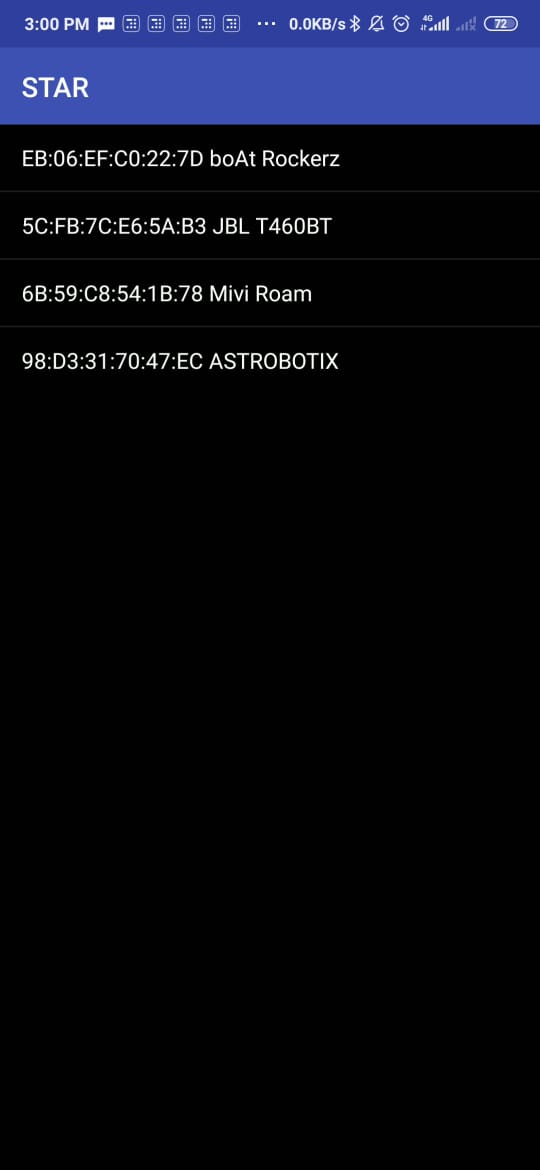 3:00 PM ... 0.0KB/s 4G 72
STAR
EB:06:EF:C0:22:7D boAt Rockerz
5C:FB:7C:E6:5A:B3 JBL T460BT
6B:59:C8:54:1B:78 Mivi Roam
98:D3:31:70:47:EC ASTROBOTIX